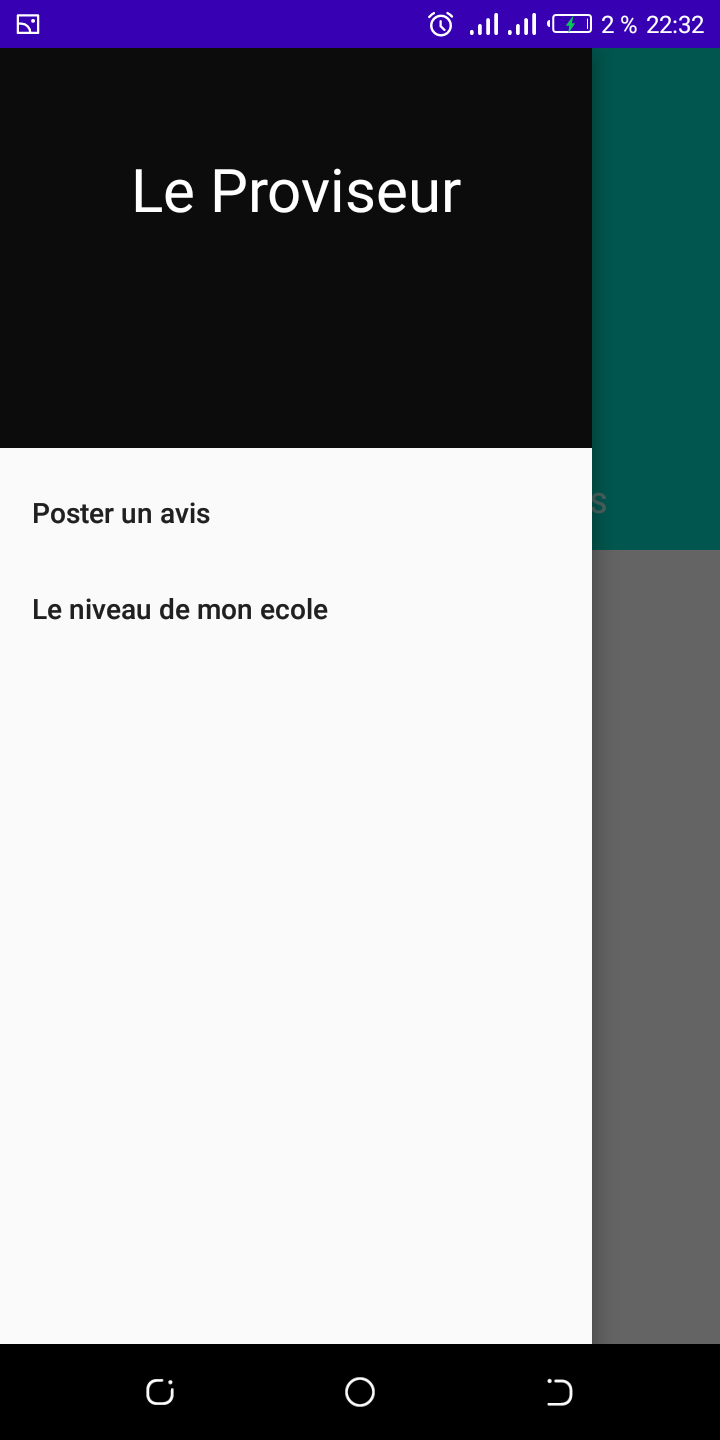 2 % 22:32
Le Proviseur
S
Poster un avis
Le niveau de mon ecole